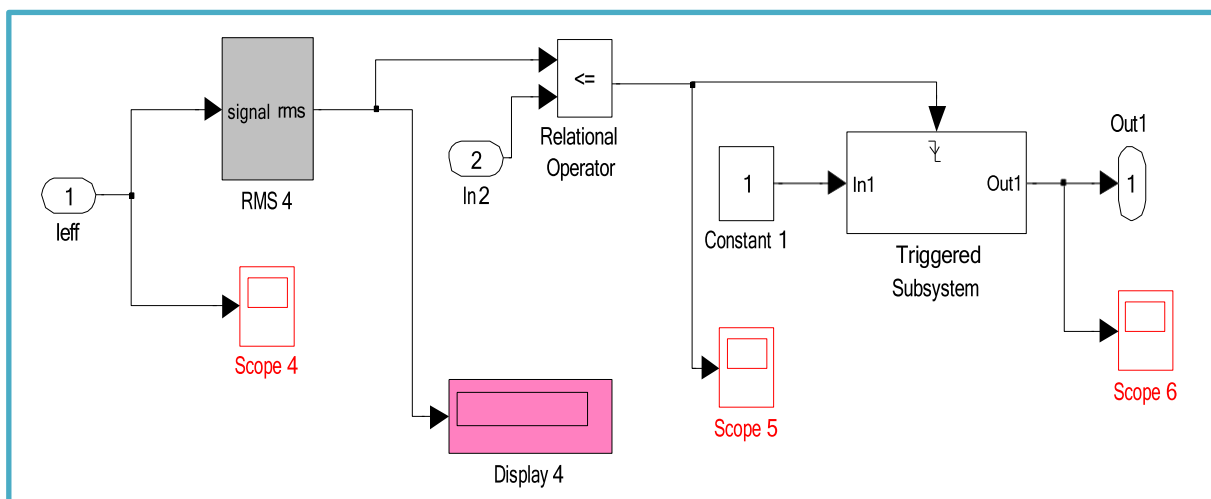 signal rms
RMS 4
1
Ieff
Scope 4
2
In2
<=
Relational
Operator
1
Constant 1
In1
Out1
Triggered
Subsystem
Out1
1
Scope 5
Scope 6
Display 4